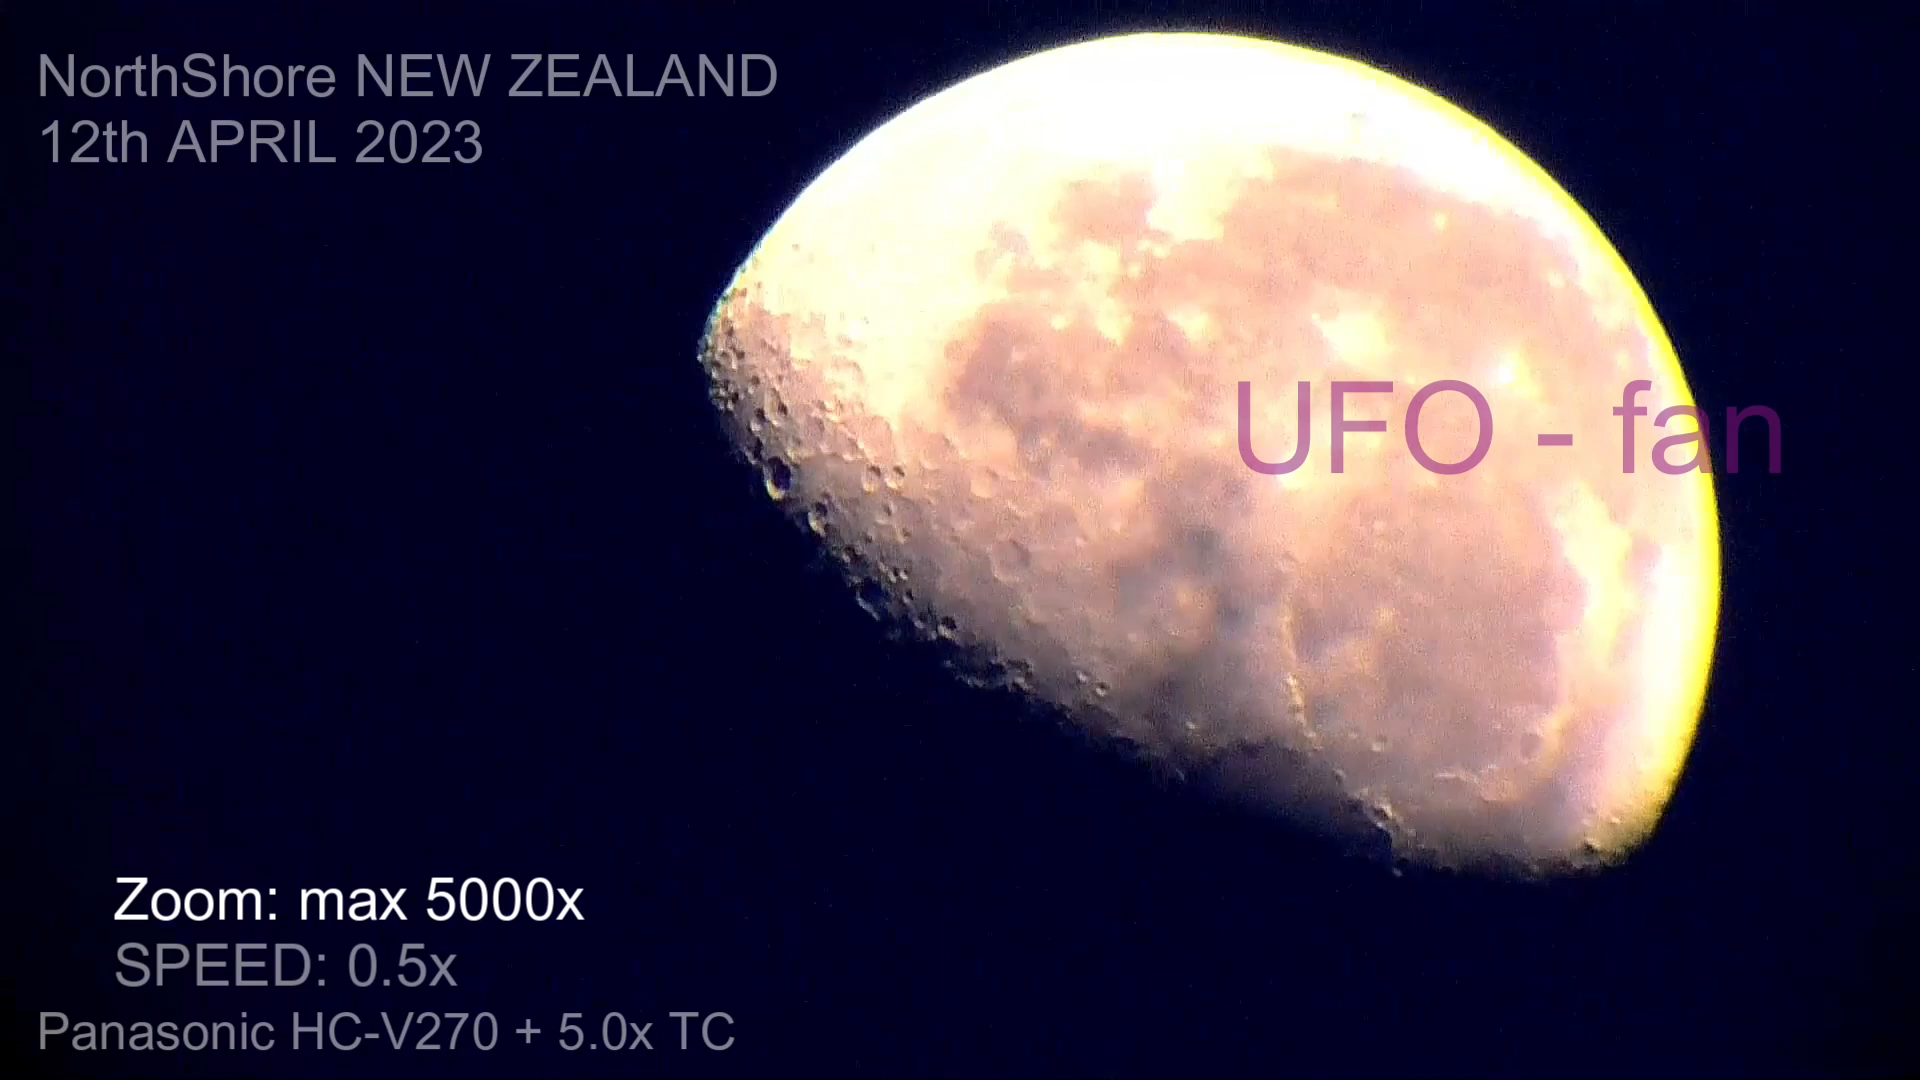 NorthShore NEW ZEALAND
12th APRIL 2023
UFO - fan
Zoom: max 5000x
SPEED: 0.5x
Panasonic HC-V270 + 5.0x TC